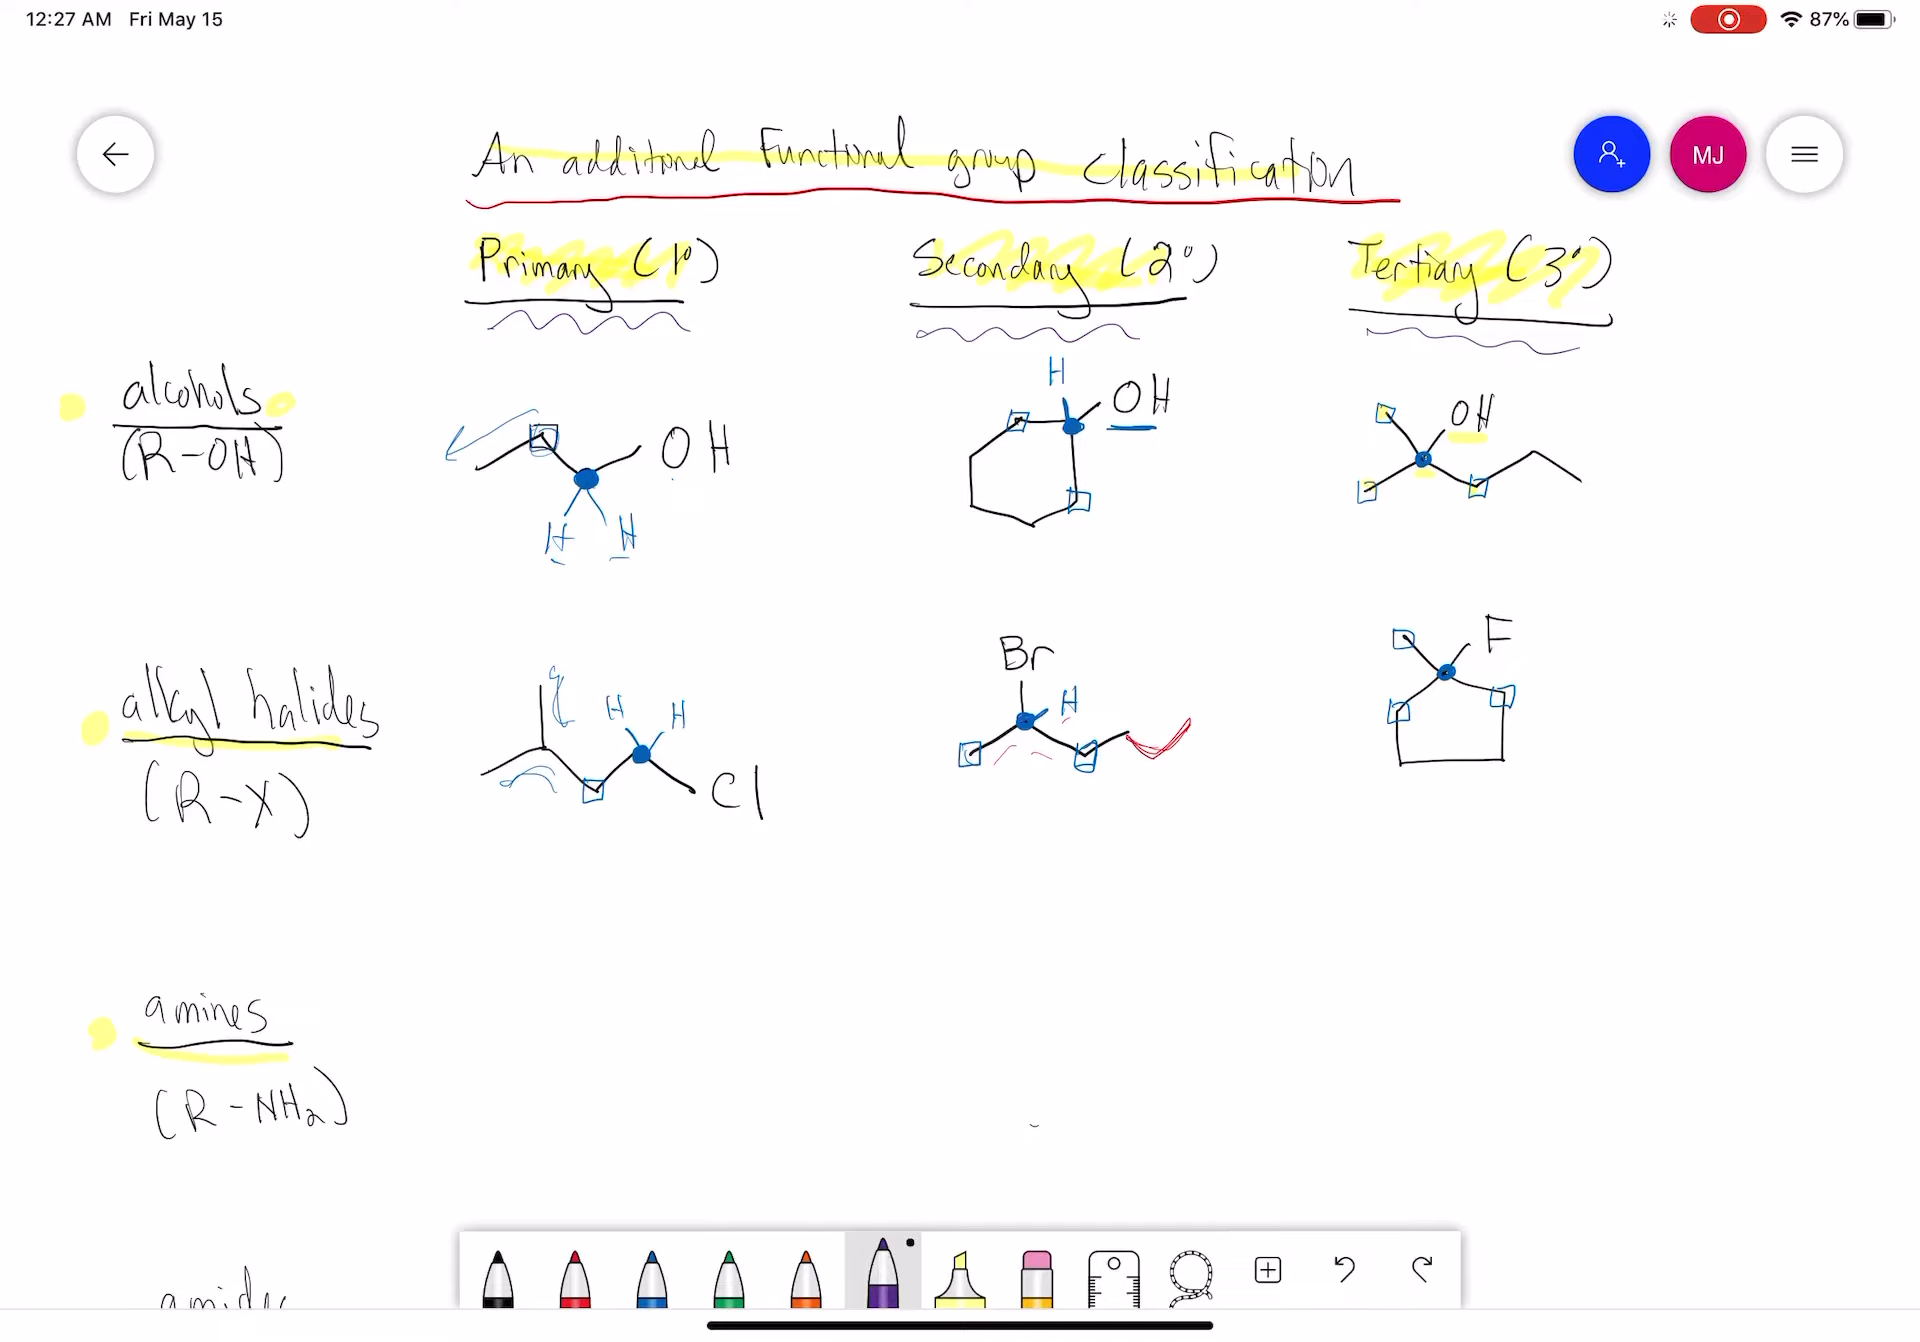 12:27 AM Fri May 15
87%
An additional Functional group classification
MJ
Primary (1°)
Secondary (2°)
Tertiary (3°)
alcohols
(R-OH)
OH
H
H
H
OH
OH
alkyl halides
(R-X)
H
H
Cl
Br
H
F
amines
(R-NH₂)